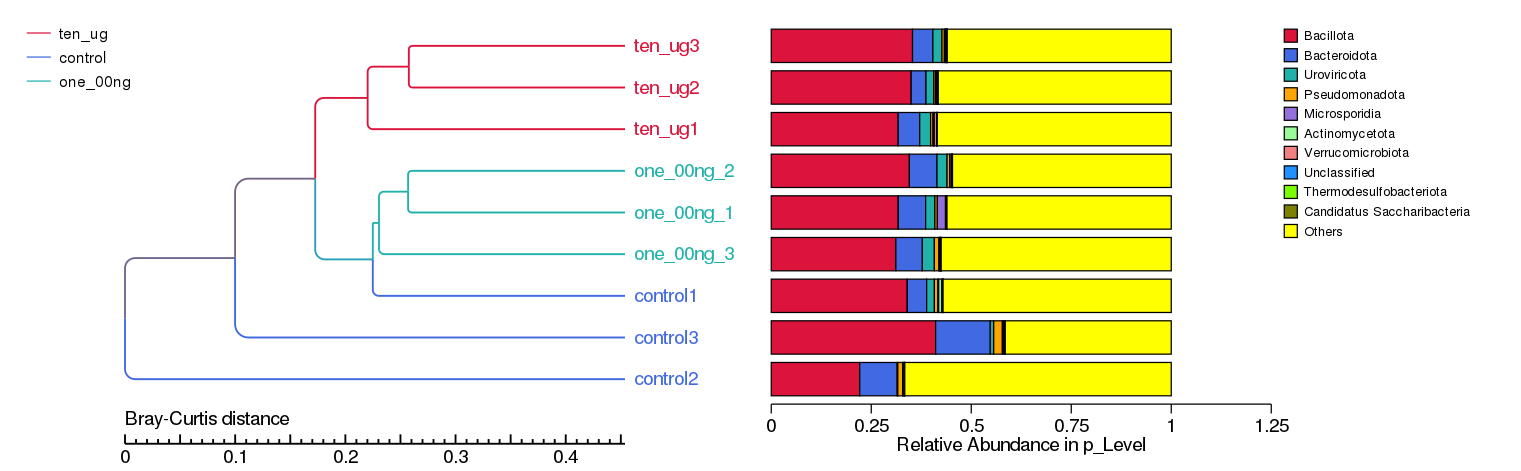 ten_ug
control
one_00ng
ten_ug3
ten_ug2
ten_ug1
one_00ng_2
one_00ng_1
one_00ng_3
control1
control3
control2
Bray-Curtis distance
0 0.1 0.2 0.3 0.4
0 0.25 0.5 0.75 1 1.25
Relative Abundance in p_Level
Bacillota
Bacteroidota
Uroviricota
Pseudomonadota
Microsporidia
Actinomycetota
Verrucomicrobiota
Unclassified
Thermodesulfobacteriota
Candidatus Saccharibacteria
Others